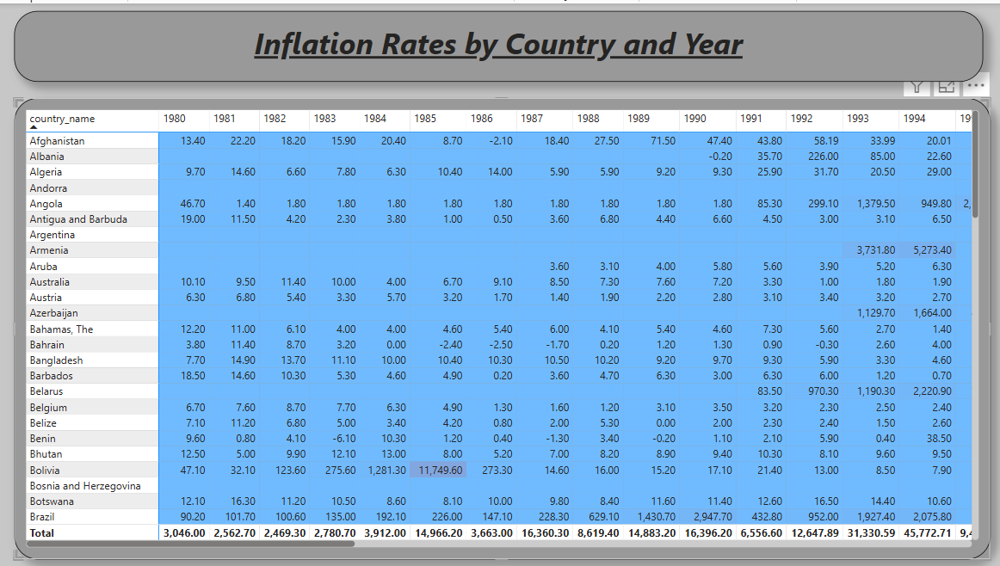 Inflation Rates by Country and Year
country_name 1980 1981 1982 1983 1984 1985 1986 1987 1988 1989 1990 1991 1992 1993 1994
Afghanistan 13.40 22.20 18.20 15.90 20.40 8.70 -2.10 18.40 27.50 71.50 47.40 43.80 58.19 33.99 20.01
Albania -0.20 35.70 226.00 85.00 22.60
Algeria 9.70 14.60 6.60 7.80 6.30 10.40 14.00 5.90 5.90 9.20 9.30 25.90 31.70 20.50 29.00
Andorra
Angola 46.70 1.40 1.80 1.80 1.80 1.80 1.80 1.80 1.80 1.80 1.80 85.30 299.10 1,379.50 949.80 2,
Antigua and Barbuda 19.00 11.50 4.20 2.30 3.80 1.00 0.50 3.60 6.80 4.40 6.60 4.50 3.00 3.10 6.50
Argentina
Armenia 3,731.80 5,273.40
Aruba 3.60 3.10 4.00 5.80 5.60 3.90 5.20 6.30
Australia 10.10 9.50 11.40 10.00 4.00 6.70 9.10 8.50 7.30 7.60 7.20 3.30 1.00 1.80 1.90
Austria 6.30 6.80 5.40 3.30 5.70 3.20 1.70 1.40 1.90 2.20 2.80 3.10 3.40 3.20 2.70
Azerbaijan 1,129.70 1,664.00
Bahamas, The 12.20 11.00 6.10 4.00 4.00 4.60 5.40 6.00 4.10 5.40 4.60 7.30 5.60 2.70 1.40
Bahrain 3.80 11.40 8.70 3.20 0.00 -2.40 -2.50 -1.70 0.20 1.20 1.30 0.90 -0.30 2.60 4.00
Bangladesh 7.70 14.90 13.70 11.10 10.00 10.40 10.30 10.50 10.20 9.20 9.70 9.30 5.90 3.30 4.60
Barbados 18.50 14.60 10.30 5.30 4.60 4.90 0.20 3.60 4.70 6.30 3.00 6.30 6.00 1.20 0.70
Belarus 83.50 970.30 1,190.30 2,220.90
Belgium 6.70 7.60 8.70 7.70 6.30 4.90 1.30 1.60 1.20 3.10 3.50 3.20 2.30 2.50 2.40
Belize 7.10 11.20 6.80 5.00 3.40 4.20 0.80 2.00 5.30 0.00 2.00 2.30 2.40 1.50 2.60
Benin 9.60 0.80 4.10 -6.10 10.30 1.20 0.40 -1.30 3.40 -0.20 1.10 2.10 5.90 0.40 38.50
Bhutan 12.50 5.00 9.90 12.10 13.00 8.00 5.20 7.00 8.20 8.90 9.40 10.30 8.10 9.60 9.50
Bolivia 47.10 32.10 123.60 275.60 1,281.30 11,749.60 273.30 14.60 16.00 15.20 17.10 21.40 13.00 8.50 7.90
Bosnia and Herzegovina
Botswana 12.10 16.30 11.20 10.50 8.60 8.10 10.00 9.80 8.40 11.60 11.40 12.60 16.50 14.40 10.60
Brazil 90.20 101.70 100.60 135.00 192.10 226.00 147.10 228.30 629.10 1,430.70 2,947.70 432.80 952.00 1,927.40 2,075.80
Total 3,046.00 2,562.70 2,469.30 2,780.70 3,912.00 14,966.20 3,663.00 16,360.30 8,619.40 14,883.20 16,396.20 6,556.60 12,647.89 31,330.59 45,772.71